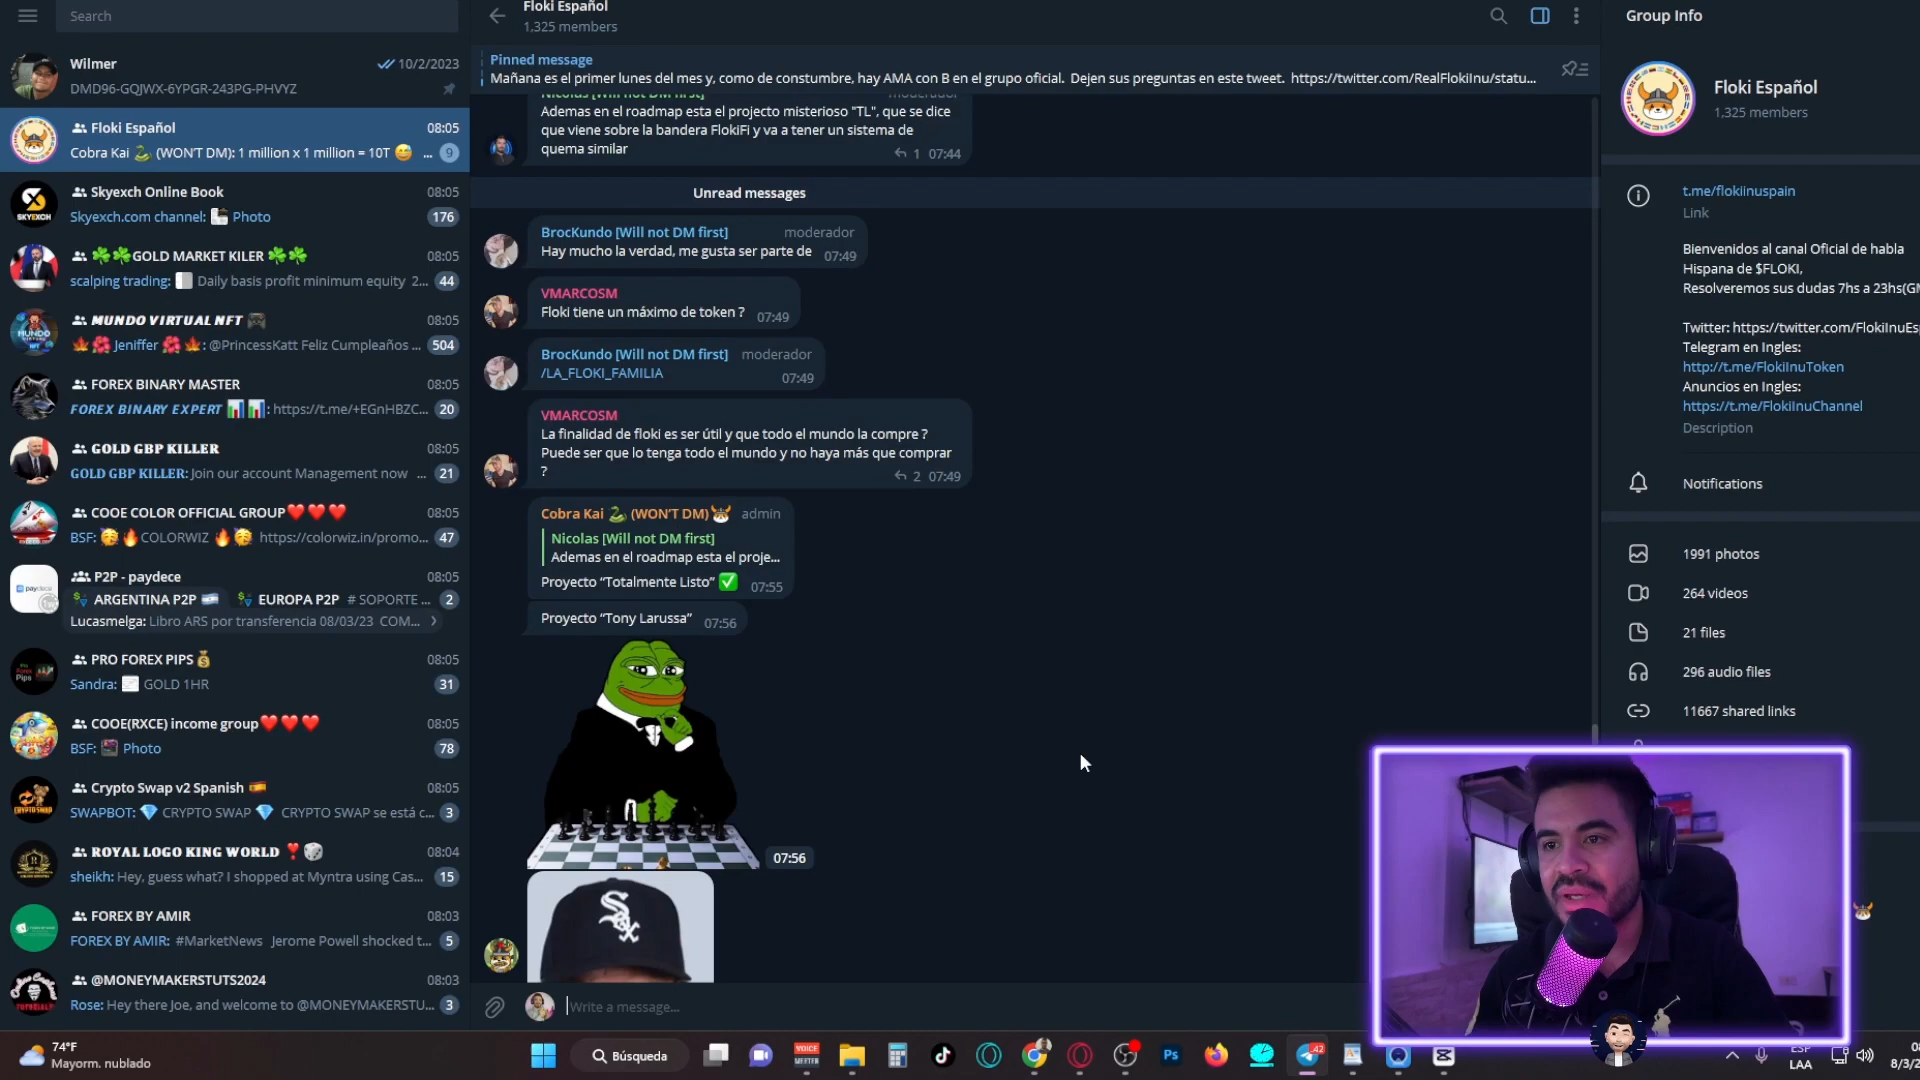 Search
Wilmer
10/2/2023
DMD96-GQJWX-6YPGR-243PG-PHVYZ
Floki Español
08:05
Cobra Kai 🐍 (WON'T DM): 1 million x 1 million = 10T 😅 ...
9
Skyexch Online Book
08:05
Skyexch.com channel: Photo
176
SKYEXCH
☘️☘️GOLD MARKET KILER ☘️☘️
08:05
scalping trading: Daily basis profit minimum equity 2...
44
MUNDO VIRTUAL NFT 🎮
08:05
🍁🌺 Jeniffer 🌺🍁: @PrincessKatt Feliz Cumpleaños ...
504
FOREX BINARY MASTER
08:05
FOREX BINARY EXPERT 📊 📊: https://t.me/+EGnHBZC...
20
GOLD GBP KILLER
08:05
GOLD GBP KILLER: Join our account Management now ...
21
COOE COLOR OFFICIAL GROUP❤️❤️❤️
08:05
BSF: 🥳🔥COLORWIZ 🔥🥳 https://colorwiz.in/promo...
47
P2P - paydece
08:05
ARGENTINA P2P 🇦🇷 EUROPA P2P # SOPORTE ...
2
Lucasmelga: Libro ARS por transferencia 08/03/23 COM...
PRO FOREX PIPS💰
08:05
Sandra: GOLD 1HR
31
COOE(RXCE) income group❤️❤️❤️
08:05
BSF: Photo
78
Crypto Swap v2 Spanish 🇪🇸
08:05
SWAPBOT: 💎 CRYPTO SWAP 💎 CRYPTO SWAP se está c...
3
ROYAL LOGO KING WORLD ❣️🎲
08:04
sheikh: Hey, guess what? I shopped at Myntra using Cas...
15
FOREX BY AMIR
08:03
FOREX BY AMIR: #MarketNews Jerome Powell shocked t...
5
@MONEYMAKERSTUTS2024
08:03
Rose: Hey there Joe, and welcome to @MONEYMAKERSTU...
3
Floki Español
1,325 members
Pinned message
Mañana es el primer lunes del mes y, como de constumbre, hay AMA con B en el grupo oficial. Dejen sus preguntas en este tweet. https://twitter.com/RealFlokiInu/statu...
Nicolas [Will not DM first]
moderador
Ademas en el roadmap esta el projecto misterioso "TL", que se dice
que viene sobre la bandera FlokiFi y va a tener un sistema de
quema similar
1 07:44
Unread messages
BrocKundo [Will not DM first]
moderador
Hay mucho la verdad, me gusta ser parte de
07:49
VMARCOSM
Floki tiene un máximo de token ?
07:49
BrocKundo [Will not DM first]
moderador
/LA_FLOKI_FAMILIA
07:49
VMARCOSM
La finalidad de floki es ser útil y que todo el mundo la compre ?
Puede ser que lo tenga todo el mundo y no haya más que comprar
?
2 07:49
Cobra Kai 🐍 (WON'T DM)
admin
Nicolas [Will not DM first]
Ademas en el roadmap esta el proje...
Proyecto “Totalmente Listo” ✅
07:55
Proyecto “Tony Larussa”
07:56
07:56
Sox
Write a message...
Group Info
Floki Español
1,325 members
t.me/flokiinuspain
Link
Bienvenidos al canal Oficial de habla
Hispana de $FLOKI,
Resolveremos sus dudas 7hs a 23hs(GM
Twitter: https://twitter.com/FlokiInuEsp
Telegram en Ingles:
http://t.me/FlokiInuToken
Anuncios en Ingles:
https://t.me/FlokiInuChannel
Description
Notifications
1991 photos
264 videos
21 files
296 audio files
11667 shared links
74°F
Mayorm. nublado
Búsqueda
VOICE
MEETER
Ps
42
ESP
LAA
8/3/2